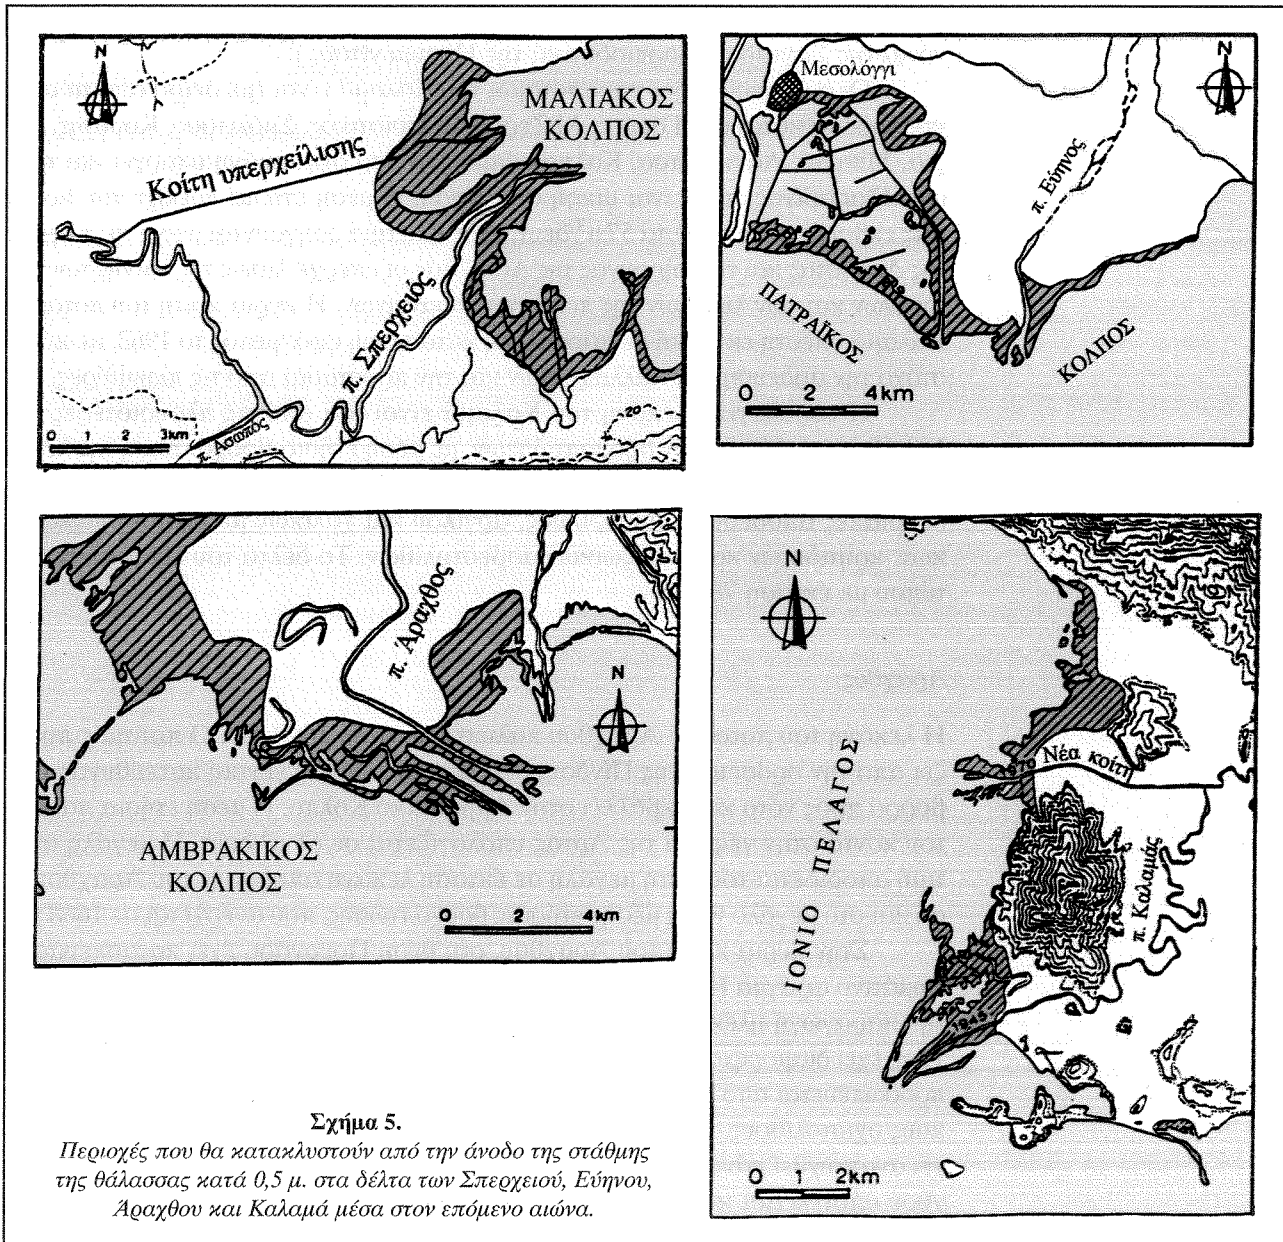 N
ΜΑΛΙΑΚΟΣ
ΚΟΛΠΟΣ
Κοίτη υπερχείλισης
π. Σπερχειός
π. Ασωπός
20
0 1 2 3km
Μεσολόγγι
N
π. Εύηνος
ΠΑΤΡΑΪΚΟΣ
ΚΟΛΠΟΣ
0 2 4km
π. Άραχθος
N
ΑΜΒΡΑΚΙΚΟΣ
ΚΟΛΠΟΣ
0 2 4km
N
ΙΟΝΙΟ ΠΕΛΑΓΟΣ
Νέα κοίτη
1970
π. Καλαμάς
1945
0 1 2km
Σχήμα 5.
Περιοχές που θα κατακλυστούν από την άνοδο της στάθμης
της θάλασσας κατά 0,5 μ. στα δέλτα των Σπερχειού, Εύηνου,
Άραχθου και Καλαμά μέσα στον επόμενο αιώνα.